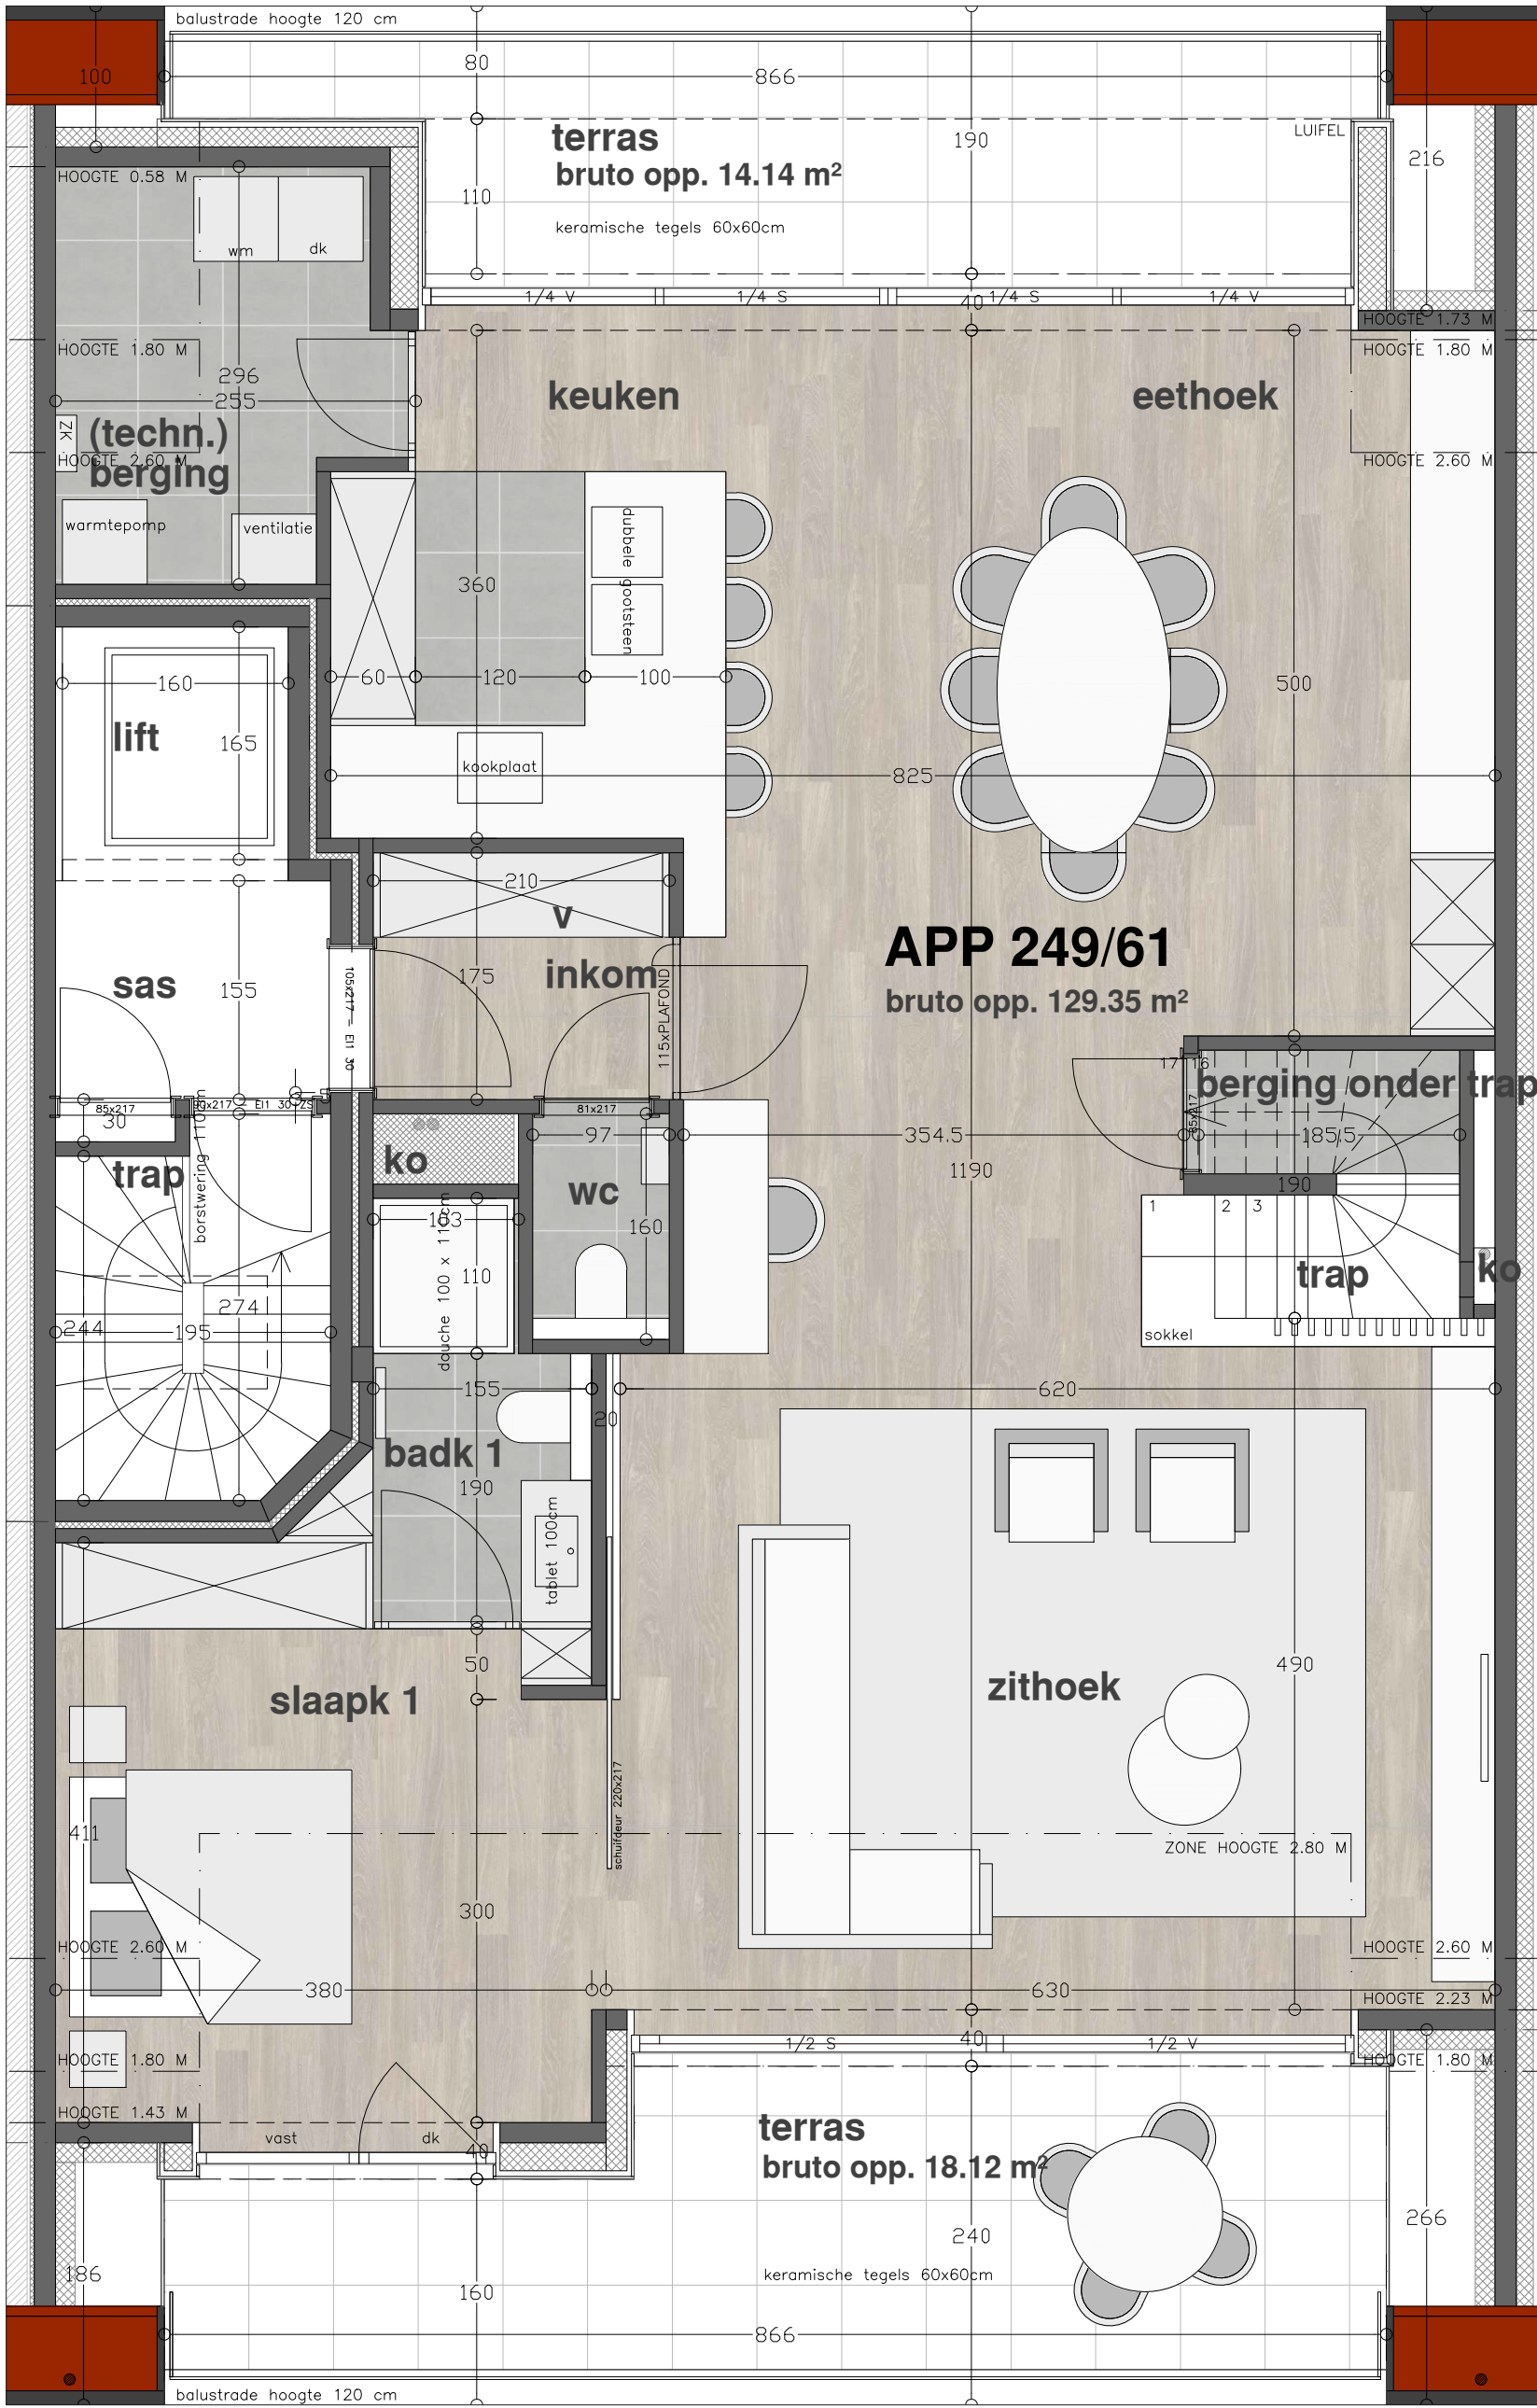 balustrade hoogte 120 cm
100
80
866
terras
bruto opp. 14.14 m²
190
LUIFEL
216
110
keramische tegels 60x60cm
HOOGTE 0.58 M
wm
dk
1/4 V
1/4 S
40
1/4 S
1/4 V
HOOGTE 1.73 M
HOOGTE 1.80 M
HOOGTE 1.80 M
296
255
keuken
eethoek
ZK
(techn.)
berging
HOOGTE 2.60 M
HOOGTE 2.60 M
warmtepomp
ventilatie
dubbele gootsteen
360
60
120
100
500
160
lift
165
kookplaat
825
210
v
inkom
175
APP 249/61
bruto opp. 129.35 m²
sas
155
105x217 – EI1 30
115xPLAFOND
17
16
berging onder trap
85x217
85x217
30
90x217 – EI1 30+ZS
81x217
97
354.5
185,5
trap
borstwering 110cm
ko
wc
1190
190
103
160
1
2
3
douche 100 x 110cm
110
trap
ko
244
274
195
sokkel
155
20
620
badk 1
190
tablet 100cm
50
slaapk 1
zithoek
490
schuifdeur 220x217
411
ZONE HOOGTE 2.80 M
300
HOOGTE 2.60 M
HOOGTE 2.60 M
380
630
HOOGTE 2.23 M
40
1/2 S
1/2 V
HOOGTE 1.80 M
HOOGTE 1.80 M
HOOGTE 1.43 M
vast
dk
40
terras
bruto opp. 18.12 m²
186
160
240
266
keramische tegels 60x60cm
866
balustrade hoogte 120 cm